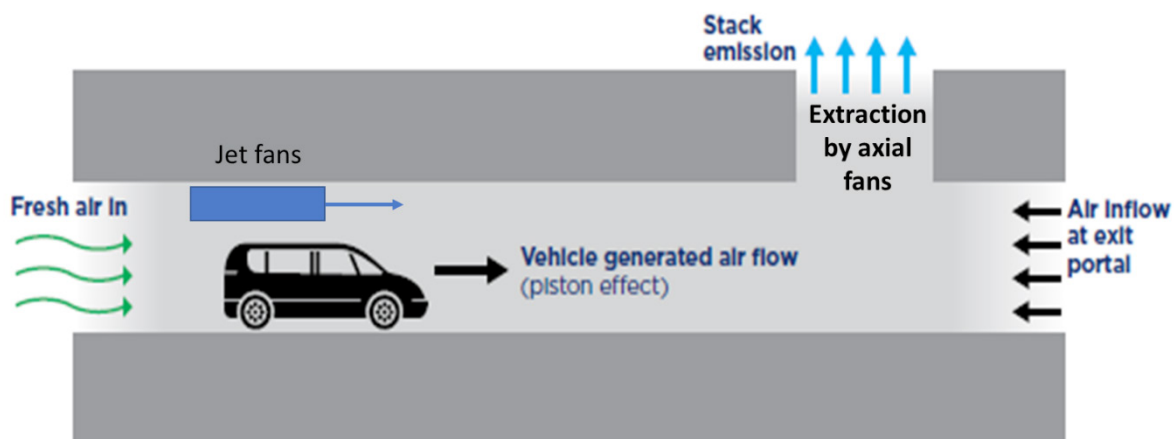 Stack
emission
Extraction
by axial
fans
Jet fans
Fresh air in
Vehicle generated air flow
(piston effect)
Air inflow
at exit
portal